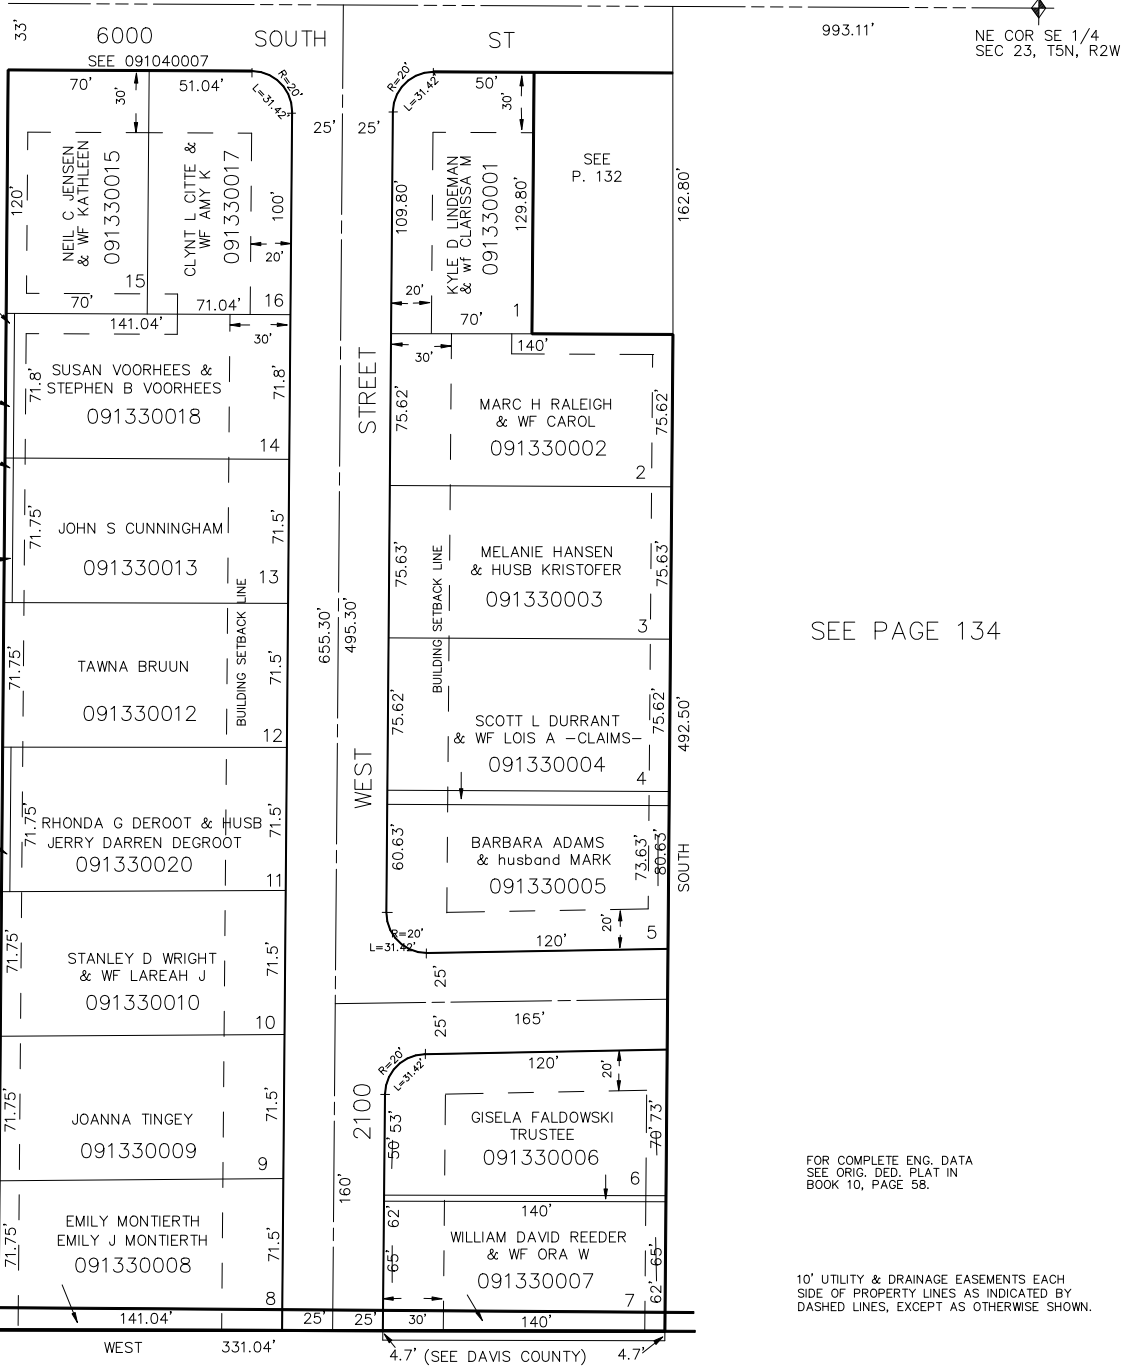 33'
6000 SOUTH ST
993.11'
NE COR SE 1/4
SEC 23, T5N, R2W
SEE 091040007
70'
51.04'
R=20'
L=31.42'
30'
25'
25'
R=20'
L=31.42'
50'
30'
120'
NEIL C JENSEN
& WF KATHLEEN
091330015
15
70'
CLYNT L CITTE &
WF AMY K
091330017
100'
20'
71.04'
16
109.80'
KYLE D LINDEMAN
& wf CLARISSA M
091330001
129.80'
20'
70'
1
SEE
P. 132
162.80'
141.04'
30'
71.8'
SUSAN VOORHEES &
STEPHEN B VOORHEES
091330018
71.8'
14
30'
140'
75.62'
MARC H RALEIGH
& WF CAROL
091330002
75.62'
2
71.75'
JOHN S CUNNINGHAM
091330013
71.5'
13
75.63'
MELANIE HANSEN
& HUSB KRISTOFER
091330003
75.63'
3
BUILDING SETBACK LINE
BUILDING SETBACK LINE
655.30'
495.30'
SEE PAGE 134
71.75'
TAWNA BRUUN
091330012
71.5'
12
75.62'
SCOTT L DURRANT
& WF LOIS A -CLAIMS-
091330004
75.62'
4
492.50'
SOUTH
2100 WEST STREET
71.75'
RHONDA G DEROOT & HUSB
JERRY DARREN DEGROOT
091330020
71.5'
11
60.63'
BARBARA ADAMS
& husband MARK
091330005
73.63'
80.63'
20'
5
R=20'
L=31.42'
120'
71.75'
STANLEY D WRIGHT
& WF LAREAH J
091330010
71.5'
10
25'
25'
165'
R=20'
L=31.42'
120'
20'
71.75'
JOANNA TINGEY
091330009
71.5'
9
50'
53'
GISELA FALDOWSKI
TRUSTEE
091330006
70'
73'
6
160'
140'
71.75'
EMILY MONTIERTH
EMILY J MONTIERTH
091330008
71.5'
8
62'
65'
WILLIAM DAVID REEDER
& WF ORA W
091330007
62'
65'
7
141.04'
25'
25'
30'
140'
WEST
331.04'
4.7' (SEE DAVIS COUNTY) 4.7'
FOR COMPLETE ENG. DATA
SEE ORIG. DED. PLAT IN
BOOK 10, PAGE 58.
10' UTILITY & DRAINAGE EASEMENTS EACH
SIDE OF PROPERTY LINES AS INDICATED BY
DASHED LINES, EXCEPT AS OTHERWISE SHOWN.